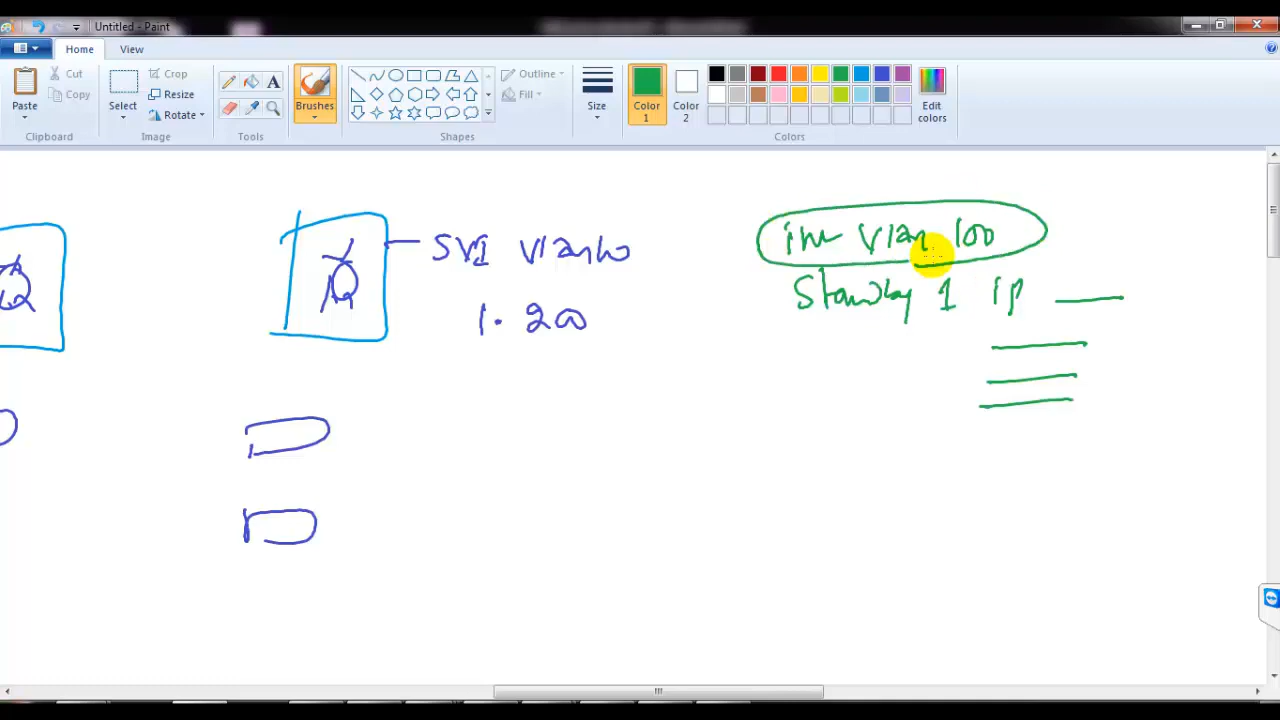 Untitled - Paint
Home View
Cut
Copy
Paste
Clipboard
Select
Crop
Resize
Rotate
Image
Tools
Brushes
Shapes
Outline
Fill
Size
Color 1
Color 2
Edit colors
Colors
SVI Vlan10
1.200
int Vlan 100
Standby 1 ip